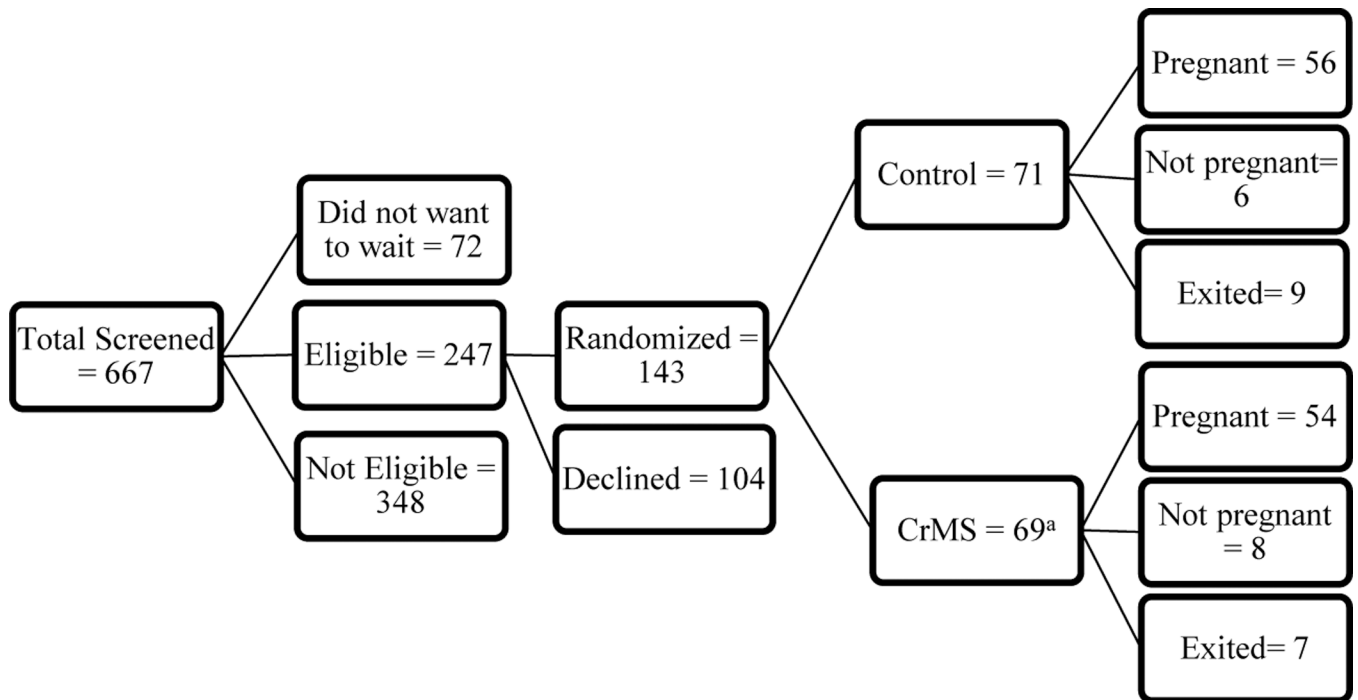 Total Screened
= 667
Did not want
to wait = 72
Eligible = 247
Not Eligible =
348
Randomized =
143
Declined = 104
Control = 71
CrMS = 69ᵃ
Pregnant = 56
Not pregnant=
6
Exited= 9
Pregnant = 54
Not pregnant
= 8
Exited= 7